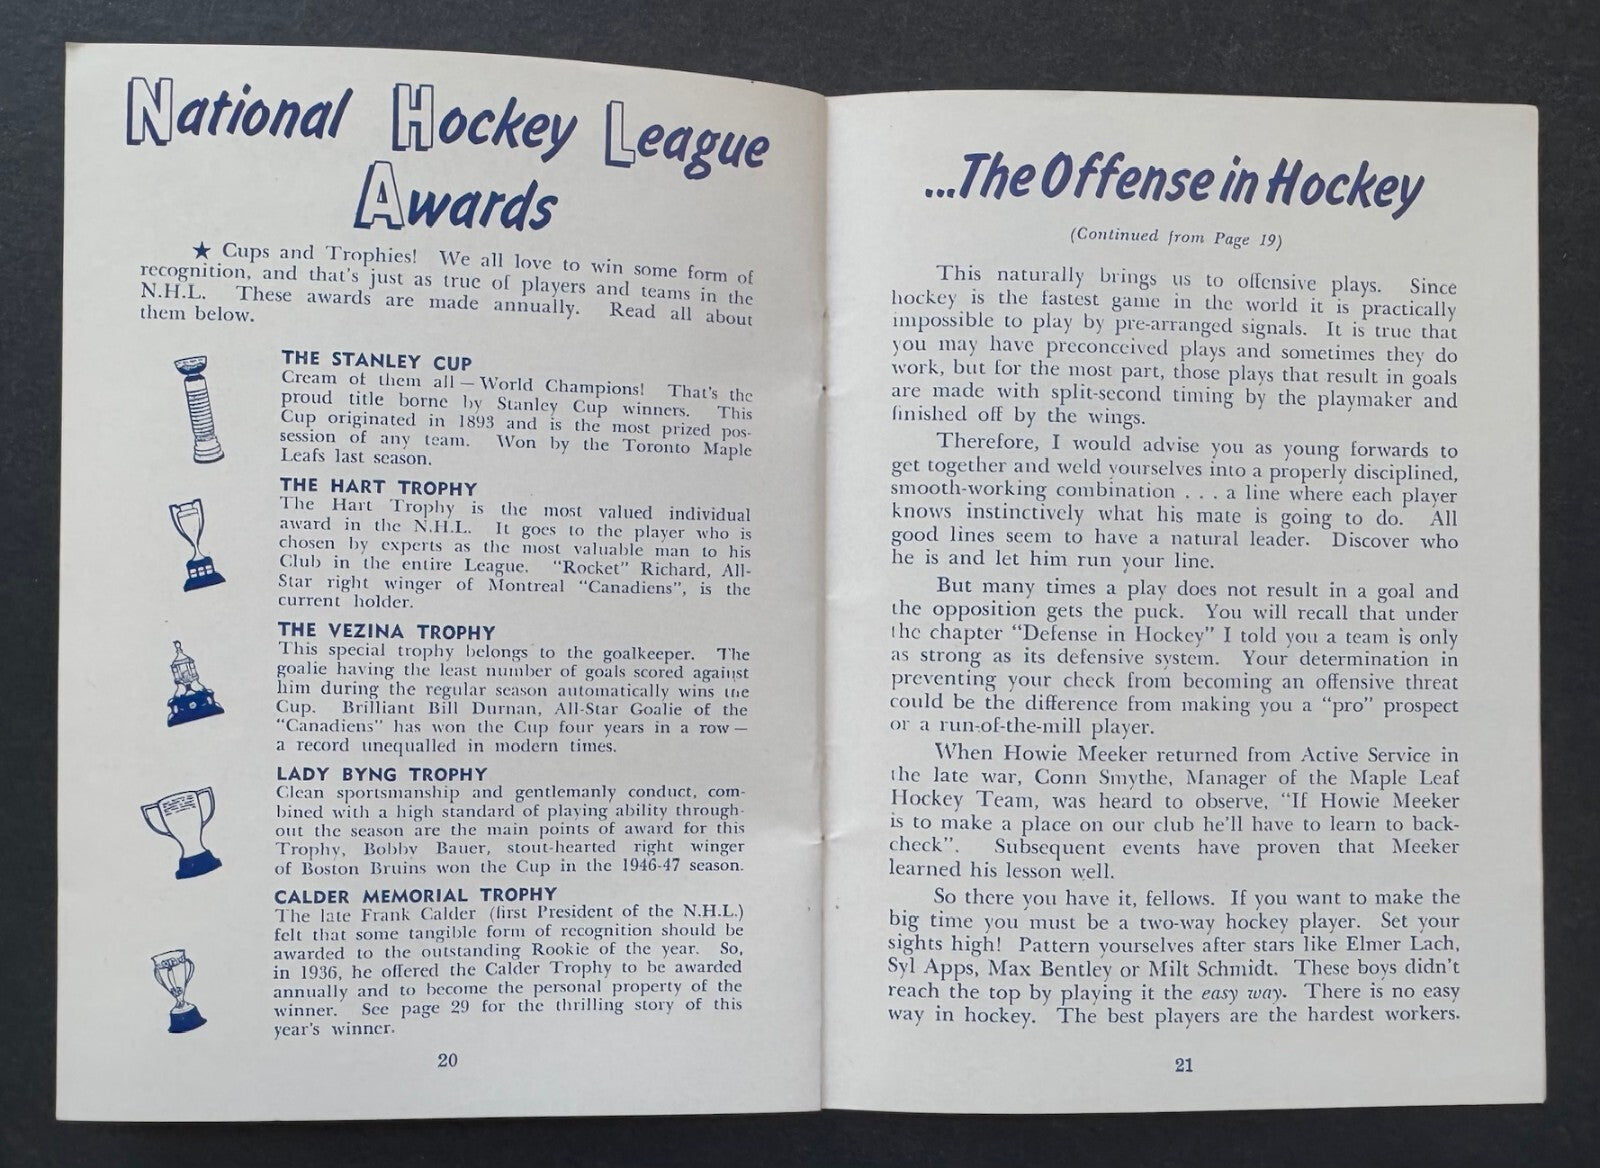 National Hockey League
Awards
★ Cups and Trophies! We all love to win some form of
recognition, and that's just as true of players and teams in the
N.H.L. These awards are made annually. Read all about
them below.
THE STANLEY CUP
Cream of them all — World Champions! That's the
proud title borne by Stanley Cup winners. This
Cup originated in 1893 and is the most prized pos-
session of any team. Won by the Toronto Maple
Leafs last season.
THE HART TROPHY
The Hart Trophy is the most valued individual
award in the N.H.L. It goes to the player who is
chosen by experts as the most valuable man to his
Club in the entire League. "Rocket" Richard, All-
Star right winger of Montreal "Canadiens", is the
current holder.
THE VEZINA TROPHY
This special trophy belongs to the goalkeeper. The
goalie having the least number of goals scored against
him during the regular season automatically wins the
Cup. Brilliant Bill Durnan, All-Star Goalie of the
"Canadiens" has won the Cup four years in a row —
a record unequalled in modern times.
LADY BYNG TROPHY
Clean sportsmanship and gentlemanly conduct, com-
bined with a high standard of playing ability through-
out the season are the main points of award for this
Trophy, Bobby Bauer, stout-hearted right winger
of Boston Bruins won the Cup in the 1946-47 season.
CALDER MEMORIAL TROPHY
The late Frank Calder (first President of the N.H.L.)
felt that some tangible form of recognition should be
awarded to the outstanding Rookie of the year. So,
in 1936, he offered the Calder Trophy to be awarded
annually and to become the personal property of the
winner. See page 29 for the thrilling story of this
year's winner.
20
...The Offense in Hockey
(Continued from Page 19)
This naturally brings us to offensive plays. Since
hockey is the fastest game in the world it is practically
impossible to play by pre-arranged signals. It is true that
you may have preconceived plays and sometimes they do
work, but for the most part, those plays that result in goals
are made with split-second timing by the playmaker and
finished off by the wings.
Therefore, I would advise you as young forwards to
get together and weld yourselves into a properly disciplined,
smooth-working combination . . . a line where each player
knows instinctively what his mate is going to do. All
good lines seem to have a natural leader. Discover who
he is and let him run your line.
But many times a play does not result in a goal and
the opposition gets the puck. You will recall that under
the chapter "Defense in Hockey" I told you a team is only
as strong as its defensive system. Your determination in
preventing your check from becoming an offensive threat
could be the difference from making you a "pro" prospect
or a run-of-the-mill player.
When Howie Meeker returned from Active Service in
the late war, Conn Smythe, Manager of the Maple Leaf
Hockey Team, was heard to observe, "If Howie Meeker
is to make a place on our club he'll have to learn to back-
check". Subsequent events have proven that Meeker
learned his lesson well.
So there you have it, fellows. If you want to make the
big time you must be a two-way hockey player. Set your
sights high! Pattern yourselves after stars like Elmer Lach,
Syl Apps, Max Bentley or Milt Schmidt. These boys didn't
reach the top by playing it the easy way. There is no easy
way in hockey. The best players are the hardest workers.
21